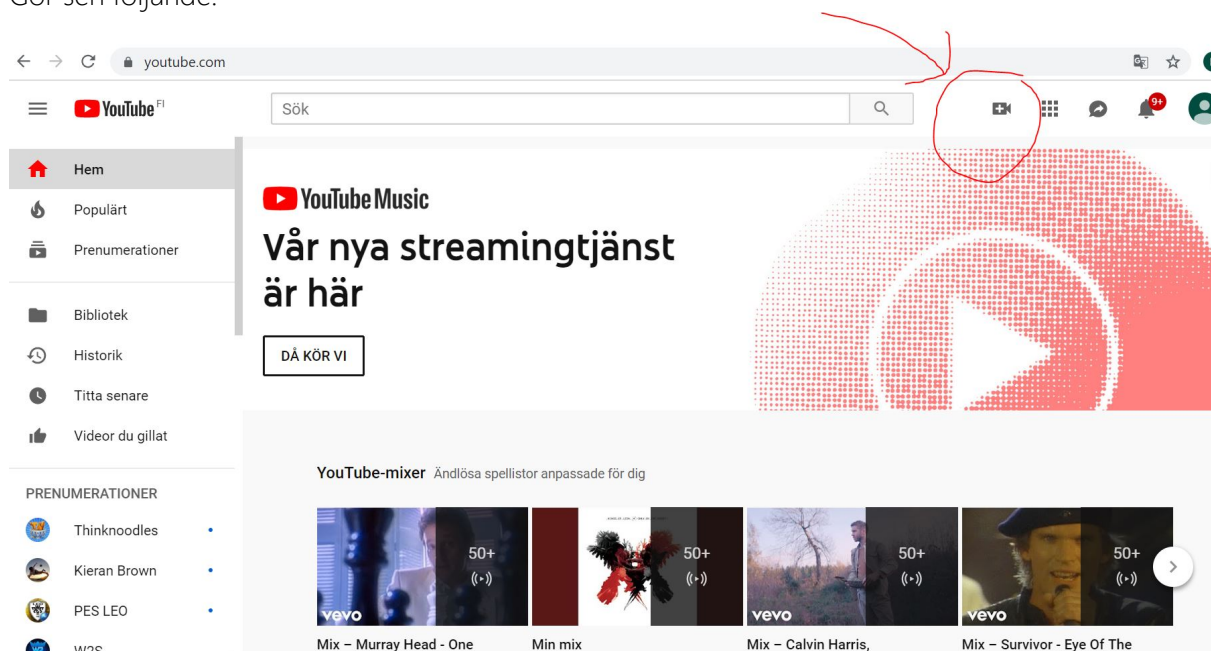 Gör sen följande:
youtube.com
YouTube FI
Sök
9+
Hem
Populärt
Prenumerationer
Bibliotek
Historik
Titta senare
Videor du gillat
PRENUMERATIONER
Thinknoodles
Kieran Brown
PES LEO
W2S
YouTube Music
Vår nya streamingtjänst
är här
DÅ KÖR VI
YouTube-mixer Ändlösa spellistor anpassade för dig
50+
vevo
Mix – Murray Head - One
50+
Min mix
50+
vevo
Mix – Calvin Harris,
50+
vevo
Mix – Survivor - Eye Of The